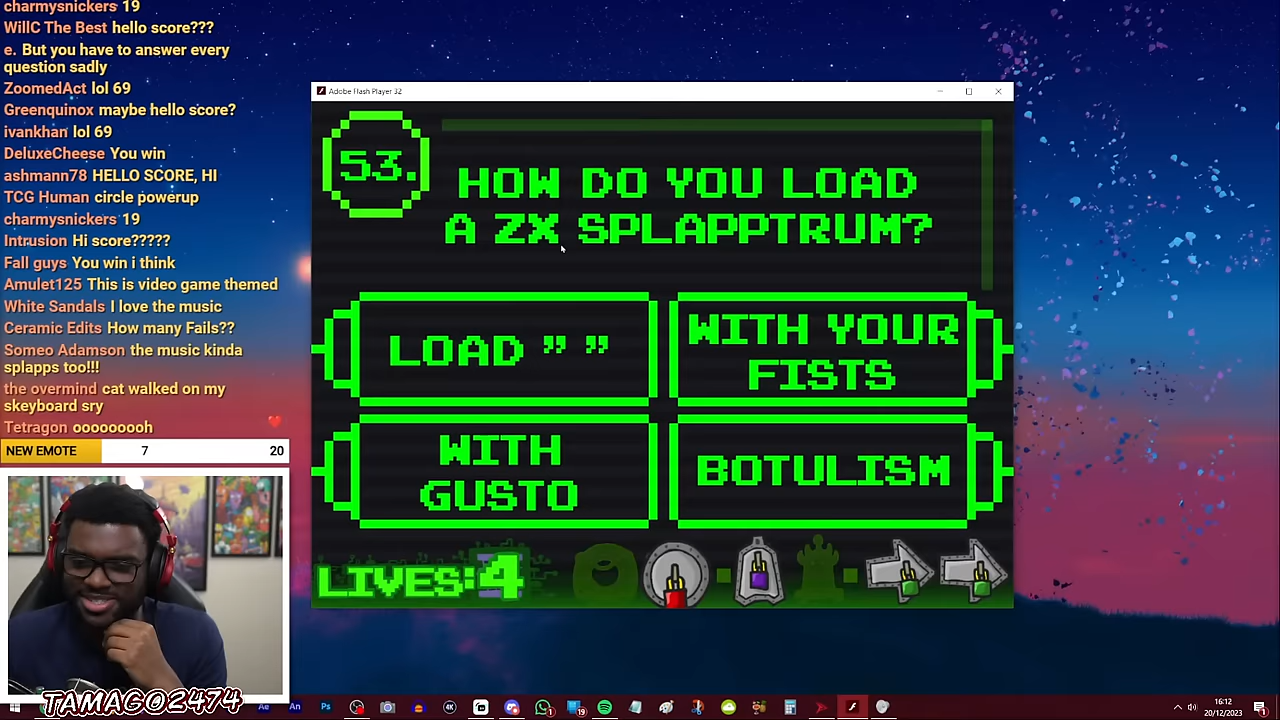 charmysnickers 19
WillC The Best hello score???
e. But you have to answer every
question sadly
ZoomedAct lol 69
Greenquinox maybe hello score?
ivankhan lol 69
DeluxeCheese You win
ashmann78 HELLO SCORE, HI
TCG Human circle powerup
charmysnickers 19
Intrusion Hi score?????
Fall guys You win i think
Amulet125 This is video game themed
White Sandals I love the music
Ceramic Edits How many Fails??
Someo Adamson the music kinda
splapps too!!!
the overmind cat walked on my
skeyboard sry
Tetragon ooooooooh
NEW EMOTE 7 20
Adobe Flash Player 32
53.
HOW DO YOU LOAD
A ZX SPLAPPTRUM?
LOAD " "
WITH YOUR
FISTS
WITH
GUSTO
BOTULISM
LIVES:4
TAMAGO2474
Ae
An
Ps
4K
16:12
20/12/2023